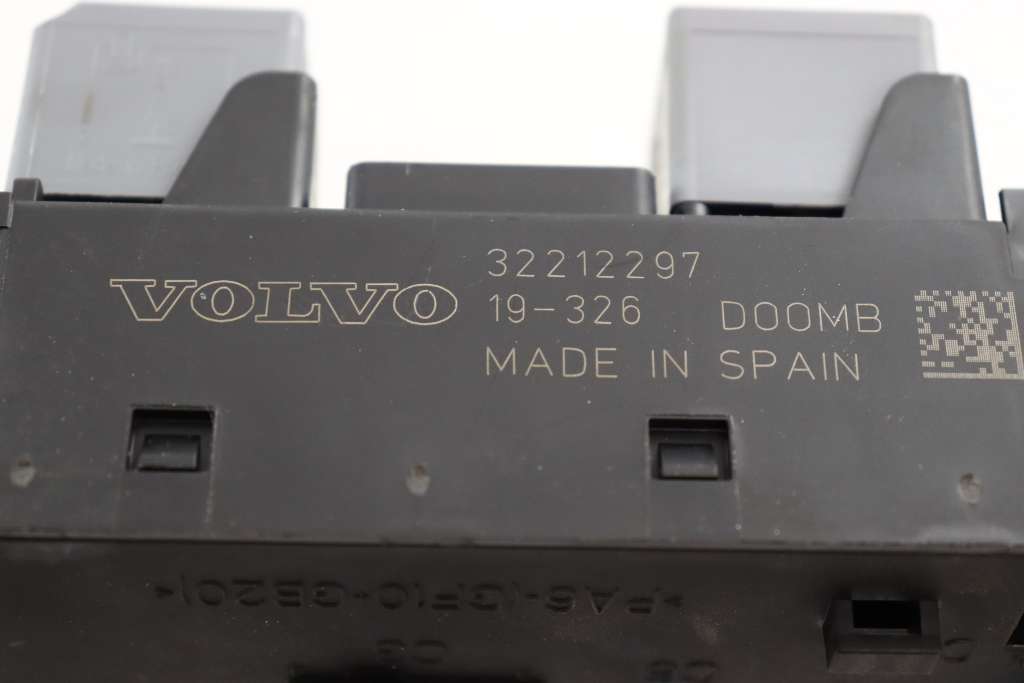 VOLVO
32212297
19-326 D00MB
MADE IN SPAIN